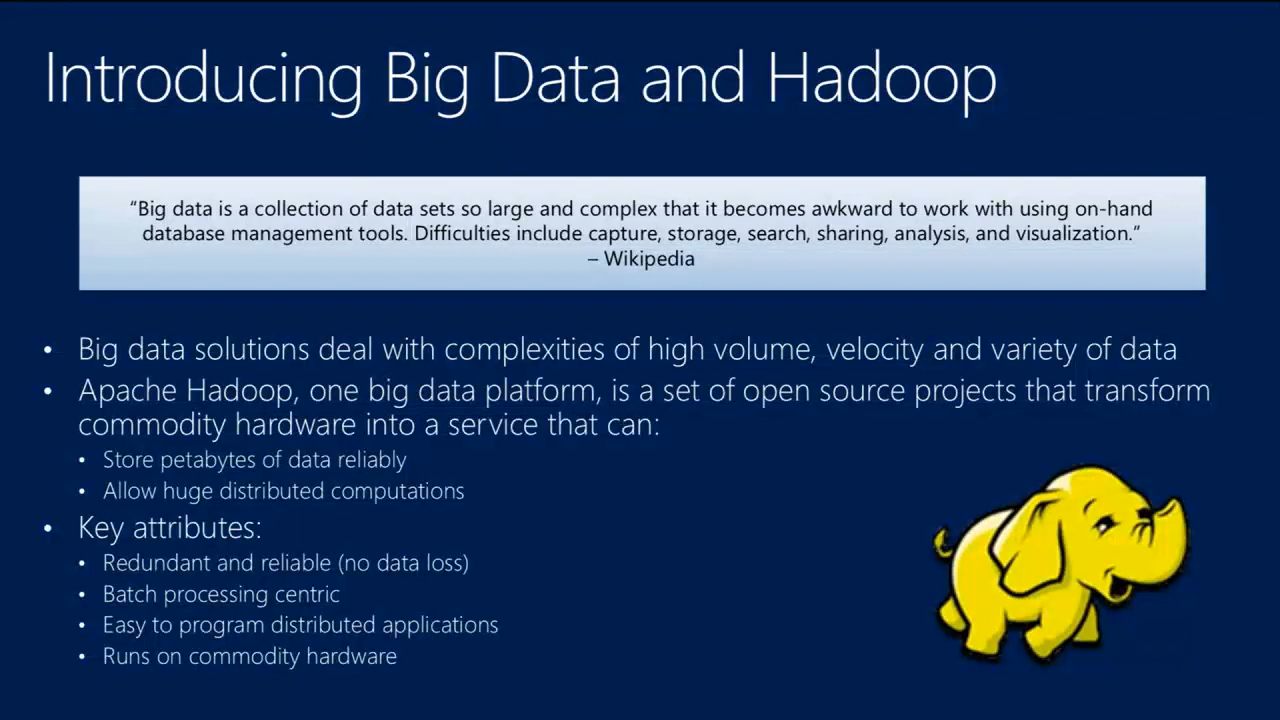 Introducing Big Data and Hadoop
“Big data is a collection of data sets so large and complex that it becomes awkward to work with using on-hand
database management tools. Difficulties include capture, storage, search, sharing, analysis, and visualization.”
– Wikipedia
• Big data solutions deal with complexities of high volume, velocity and variety of data
• Apache Hadoop, one big data platform, is a set of open source projects that transform
commodity hardware into a service that can:
• Store petabytes of data reliably
• Allow huge distributed computations
• Key attributes:
• Redundant and reliable (no data loss)
• Batch processing centric
• Easy to program distributed applications
• Runs on commodity hardware